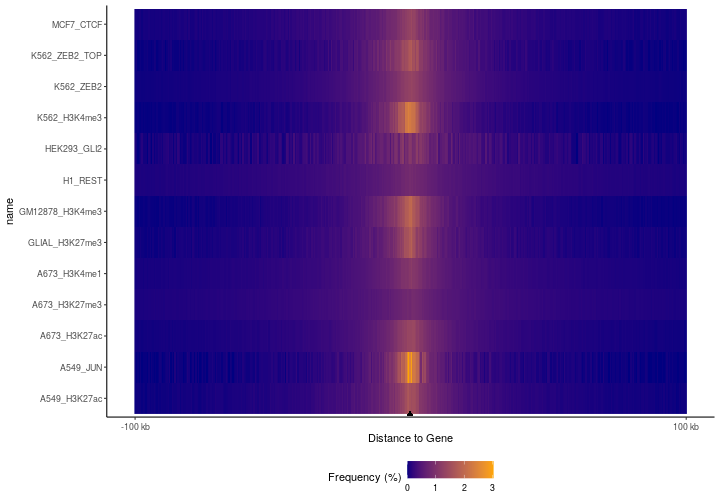 MCF7_CTCF
K562_ZEB2_TOP
K562_ZEB2
K562_H3K4me3
HEK293_GLI2
H1_REST
GM12878_H3K4me3
GLIAL_H3K27me3
A673_H3K4me1
A673_H3K27me3
A673_H3K27ac
A549_JUN
A549_H3K27ac
name
-100 kb 100 kb
Distance to Gene
Frequency (%)
0 1 2 3